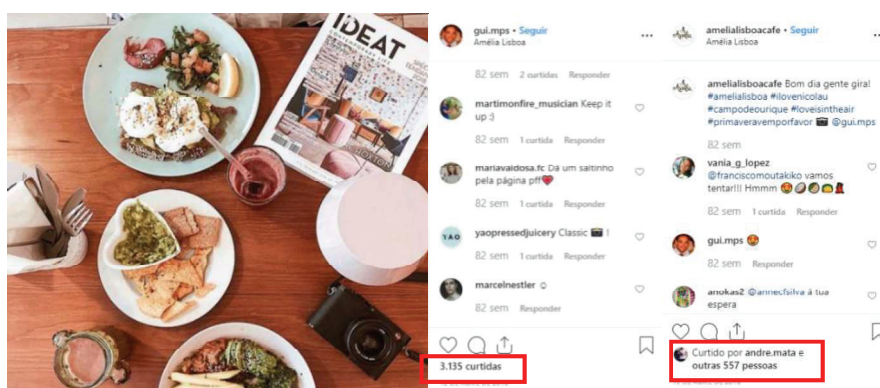 IDEAT
CONTEMPORARY LIFE
gui.mps • Seguir
Amélia Lisboa
82 sem 2 curtidas Responder
martimonfire_musician Keep it
up :)
82 sem 1 curtida Responder
mariavaidosa.fc Dá um saltinho
pela página pff
82 sem 1 curtida Responder
YAO
yaopressedjuicery Classic 📷 !
82 sem 1 curtida Responder
marcelnestler ☺
82 sem Responder
3.135 curtidas
amelialisboacafe • Seguir
Amélia Lisboa
amelialisboacafe Bom dia gente gira!
#amelialisboa #ilovenicolau
#campodeourique #loveisintheair
#primaveravemporfavor 📷 @gui.mps
82 sem
vania_g_lopez
@franciscomoutakiko vamos
tentar!!! Hmmm
82 sem 1 curtida Responder
gui.mps
82 sem Responder
anokas2 @annecfsilva à tua
espera
Curtido por andre.mata e
outras 557 pessoas